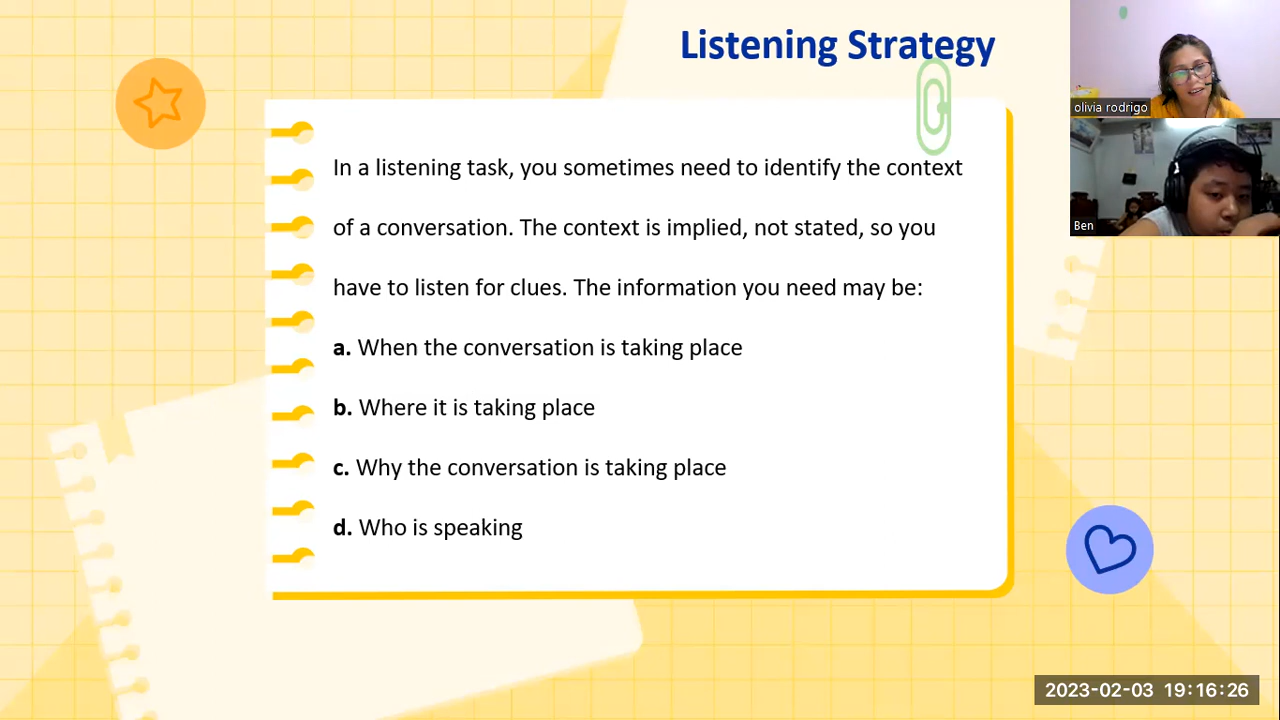 Listening Strategy
olivia rodrigo
In a listening task, you sometimes need to identify the context
of a conversation. The context is implied, not stated, so you
Ben
have to listen for clues. The information you need may be:
a. When the conversation is taking place
b. Where it is taking place
c. Why the conversation is taking place
d. Who is speaking
2023-02-03 19:16:26